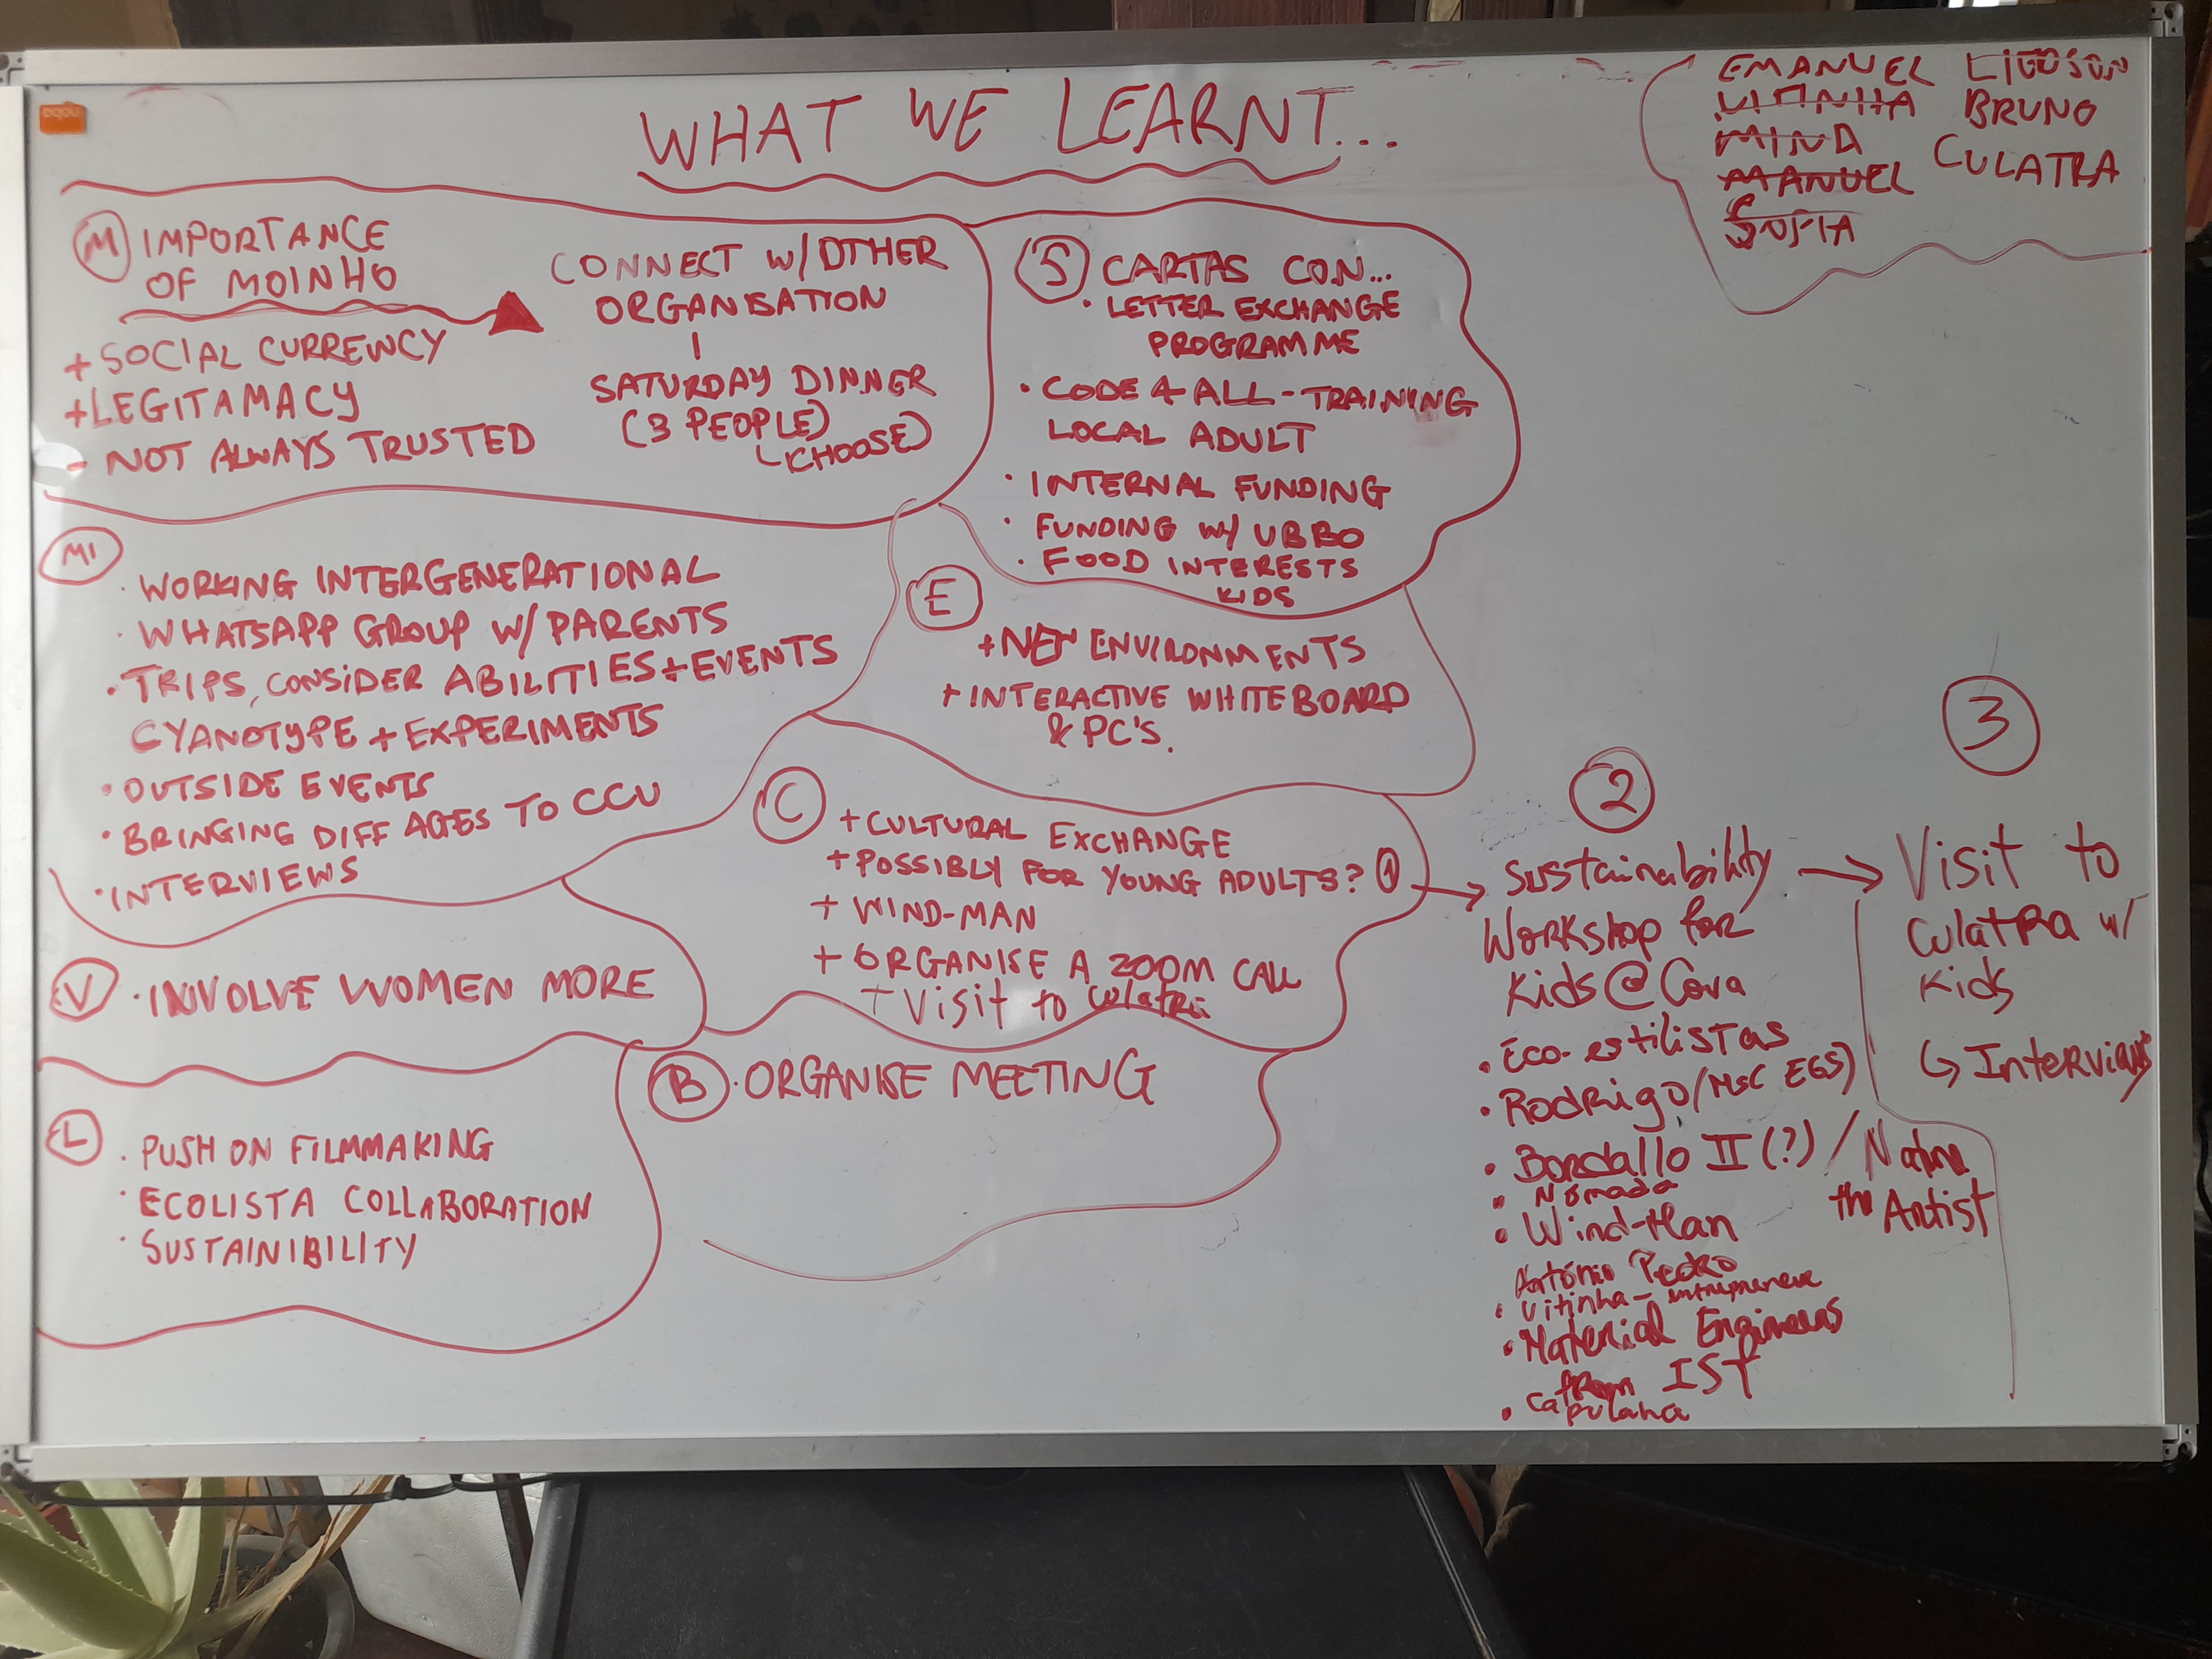 WHAT WE LEARNT...
EMANUEL
VITINHA
MINA
MANUEL
SOFIA
BRUNO
CULATRA
M IMPORTANCE
OF MOINHO
+ SOCIAL CURRENCY
+ LEGITAMACY
- NOT ALWAYS TRUSTED
CONNECT W/ OTHER
ORGANISATION
SATURDAY DINNER
(3 PEOPLE)
CHOOSE)
S CARTAS CON...
• LETTER EXCHANGE
PROGRAMME
• CODE 4 ALL - TRAINING
LOCAL ADULT
• INTERNAL FUNDING
• FUNDING W/ UBBO
• FOOD INTERESTS
KIDS
MI
• WORKING INTERGENERATIONAL
• WHATSAPP GROUP W/ PARENTS
• TRIPS, CONSIDER ABILITIES + EVENTS
CYANOTYPE + EXPERIMENTS
• OUTSIDE EVENTS
• BRINGING DIFF AGES TO CCU
• INTERVIEWS
E
+ NEW ENVIRONMENTS
+ INTERACTIVE WHITEBOARD
& PC'S.
C
+ CULTURAL EXCHANGE
+ POSSIBLY FOR YOUNG ADULTS? 1
+ WIND-MAN
+ ORGANISE A ZOOM CALL
+ Visit to Culatra
V • INVOLVE WOMEN MORE
B • ORGANISE MEETING
L
• PUSH ON FILMMAKING
• ECOLISTA COLLABORATION
• SUSTAINIBILITY
2
Sustainability
Workshop for
Kids @ Cova
• Eco-estilistas
• Rodrigo/(MSC EGS)
• Bordallo II (?) / Nature
the Artist
• Nómada
• Wind-Man
António Pedro
• Vitinha -
• Material Engineers
from IST
• Capulana
3
Visit to
Culatra w/
Kids
↳ Interviews